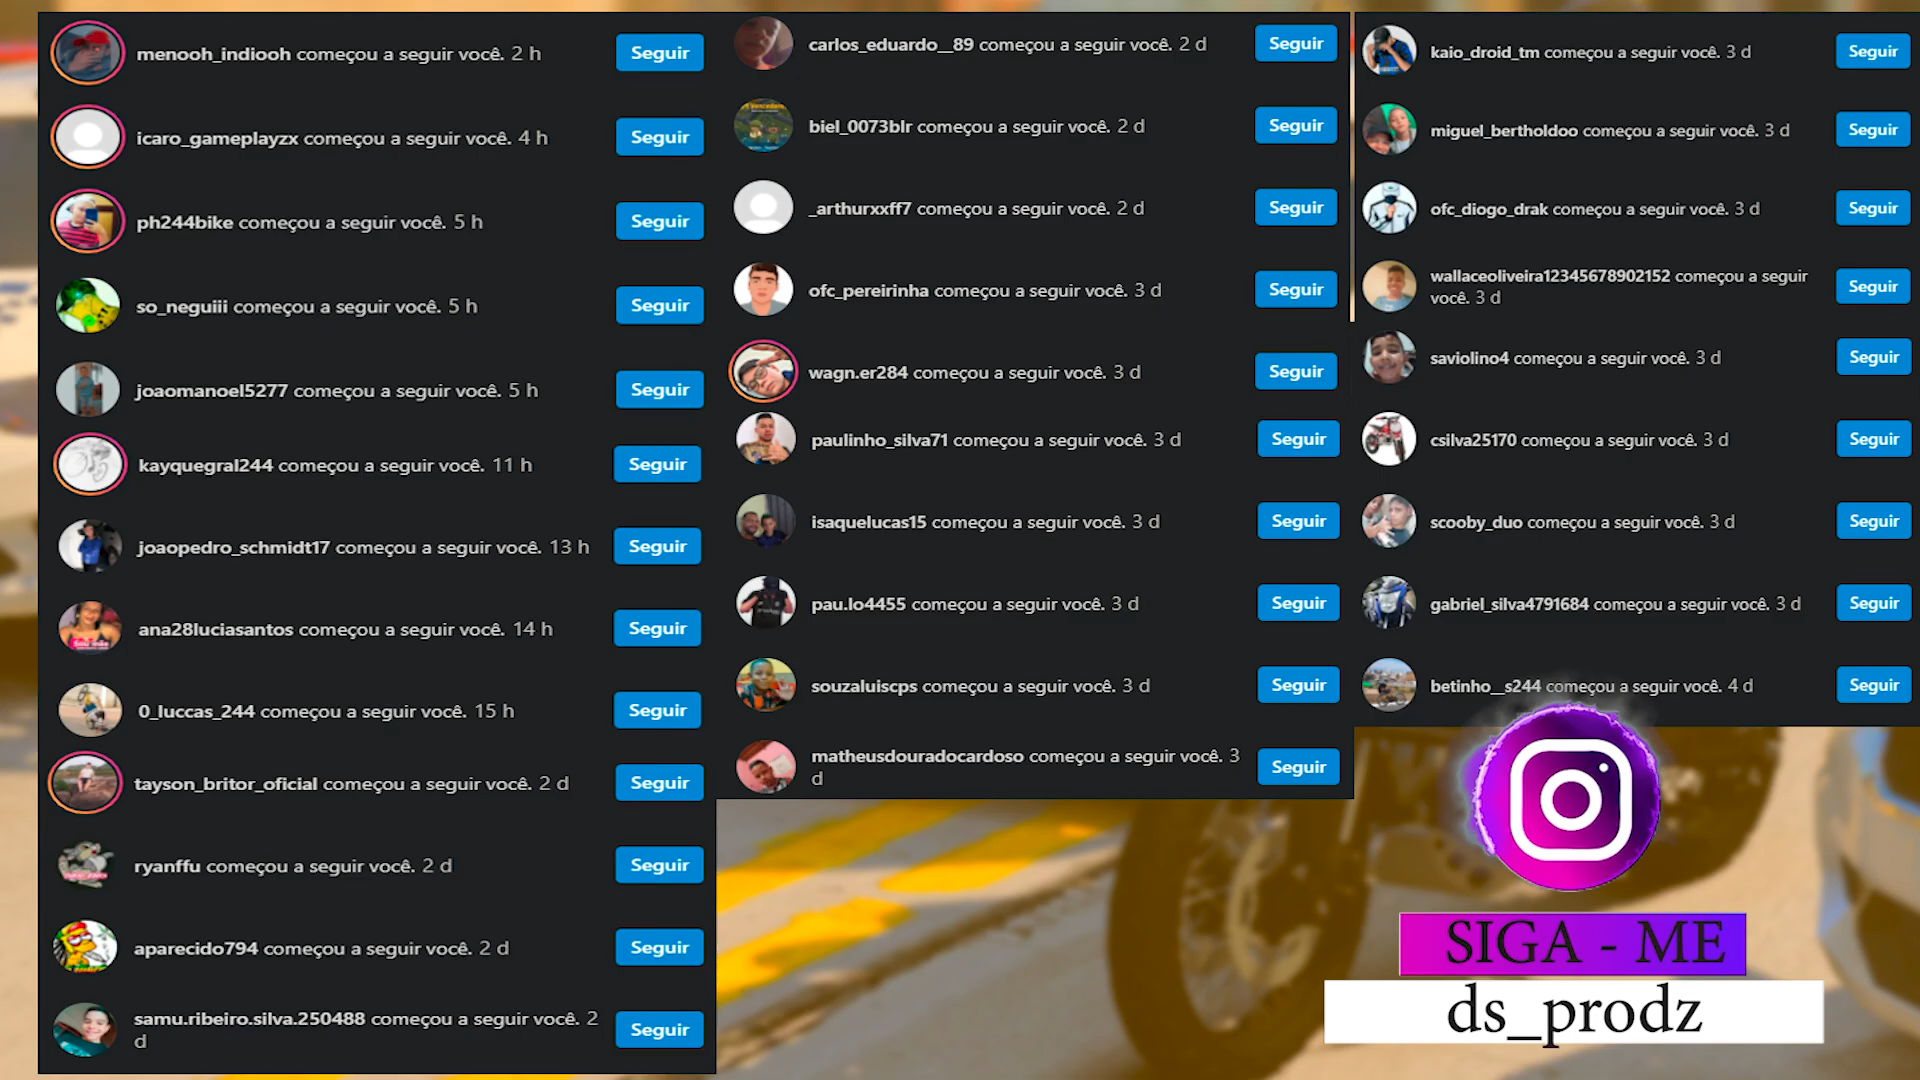 menooh_indiooh começou a seguir você. 2 h
Seguir
icaro_gameplayzx começou a seguir você. 4 h
Seguir
ph244bike começou a seguir você. 5 h
Seguir
so_neguiii começou a seguir você. 5 h
Seguir
joaomanoel5277 começou a seguir você. 5 h
Seguir
kayquegral244 começou a seguir você. 11 h
Seguir
joaopedro_schmidt17 começou a seguir você. 13 h
Seguir
ana28luciasantos começou a seguir você. 14 h
Seguir
0_luccas_244 começou a seguir você. 15 h
Seguir
tayson_britor_oficial começou a seguir você. 2 d
Seguir
ryanffu começou a seguir você. 2 d
Seguir
aparecido794 começou a seguir você. 2 d
Seguir
samu.ribeiro.silva.250488 começou a seguir você. 2
d
Seguir
carlos_eduardo__89 começou a seguir você. 2 d
Seguir
biel_0073blr começou a seguir você. 2 d
Seguir
_arthurxxff7 começou a seguir você. 2 d
Seguir
ofc_pereirinha começou a seguir você. 3 d
Seguir
wagn.er284 começou a seguir você. 3 d
Seguir
paulinho_silva71 começou a seguir você. 3 d
Seguir
isaquelucas15 começou a seguir você. 3 d
Seguir
pau.lo4455 começou a seguir você. 3 d
Seguir
souzaluiscps começou a seguir você. 3 d
Seguir
matheusdouradocardoso começou a seguir você. 3
d
Seguir
kaio_droid_tm começou a seguir você. 3 d
Seguir
miguel_bertholdoo começou a seguir você. 3 d
Seguir
ofc_diogo_drak começou a seguir você. 3 d
Seguir
wallaceoliveira12345678902152 começou a seguir
você. 3 d
Seguir
saviolino4 começou a seguir você. 3 d
Seguir
csilva25170 começou a seguir você. 3 d
Seguir
scooby_duo começou a seguir você. 3 d
Seguir
gabriel_silva4791684 começou a seguir você. 3 d
Seguir
betinho__s244 começou a seguir você. 4 d
Seguir
SIGA - ME
ds_prodz